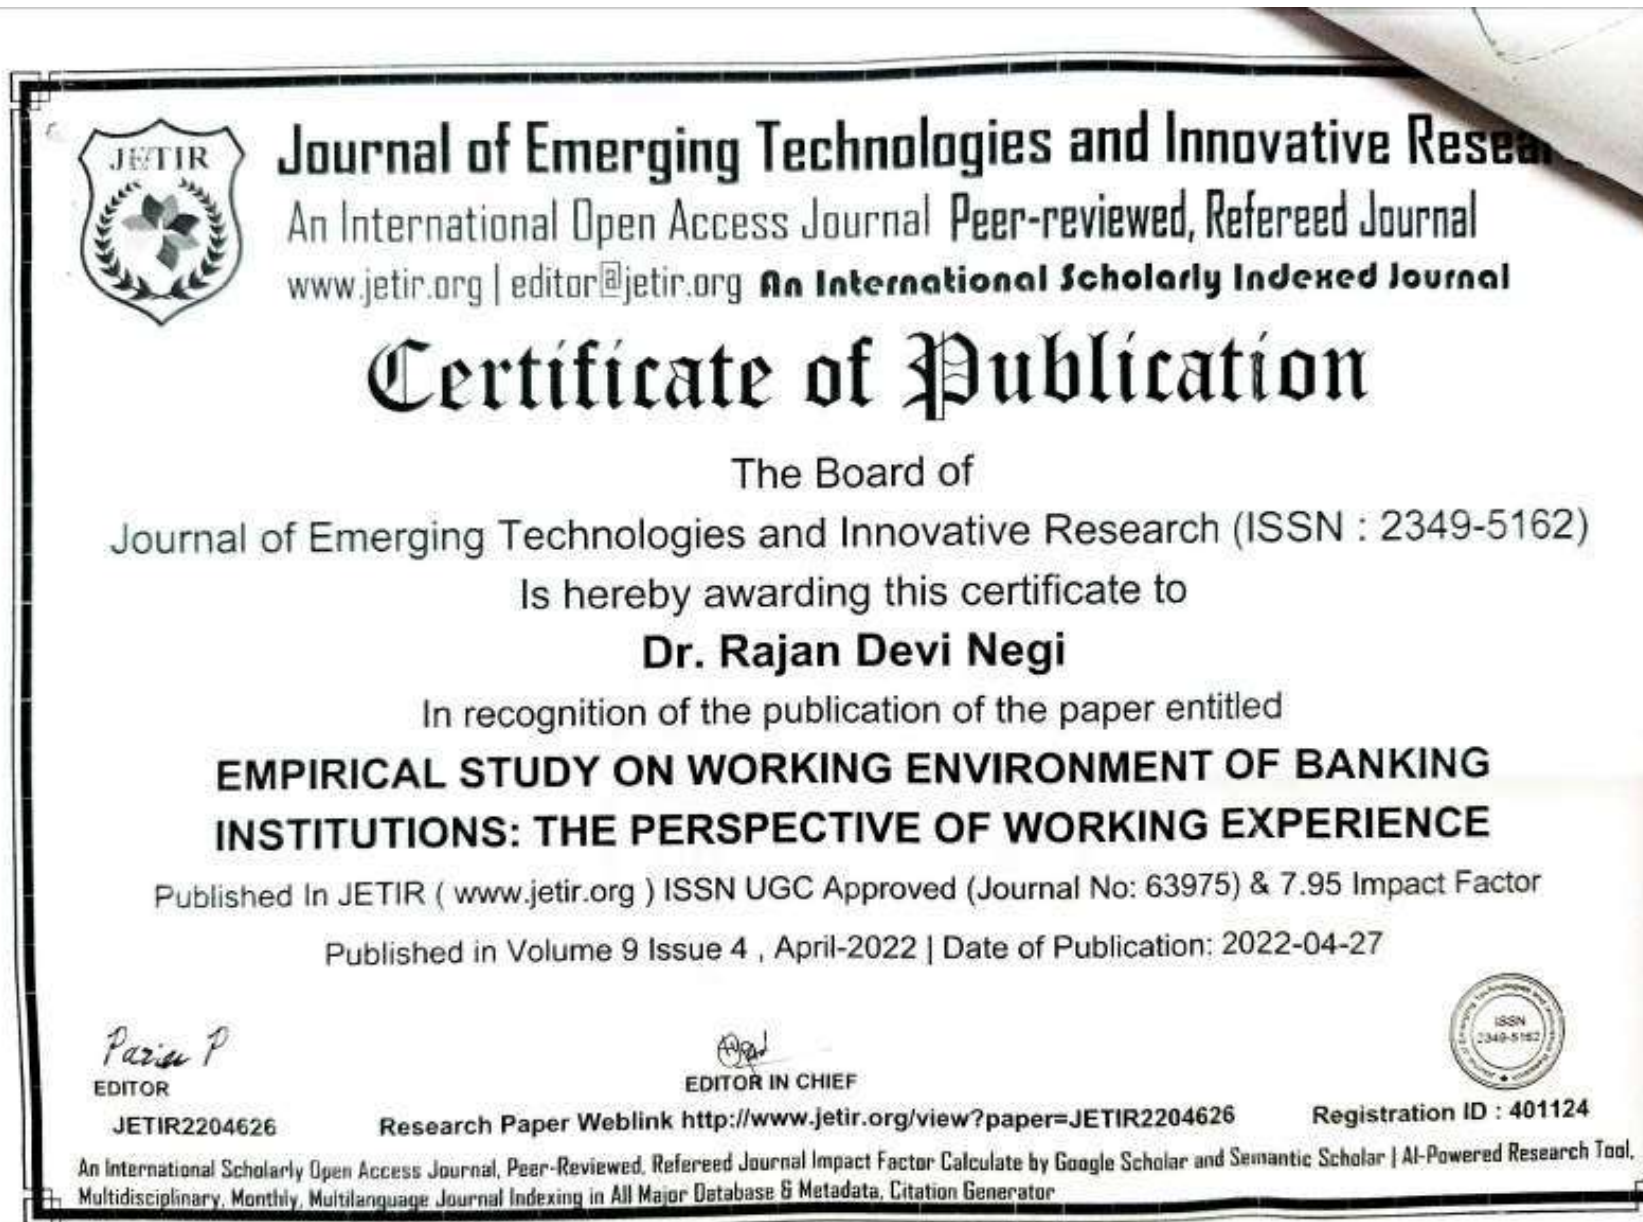 JETIR
Journal of Emerging Technologies and Innovative
An International Open Access Journal Peer-reviewed, Refereed Journal
www.jetir.org | editor@jetir.org An International Scholarly Indexed Journal
Certificate of Publication
The Board of
Journal of Emerging Technologies and Innovative Research (ISSN : 2349-5162)
Is hereby awarding this certificate to
Dr. Rajan Devi Negi
In recognition of the publication of the paper entitled
EMPIRICAL STUDY ON WORKING ENVIRONMENT OF BANKING
INSTITUTIONS: THE PERSPECTIVE OF WORKING EXPERIENCE
Published In JETIR ( www.jetir.org ) ISSN UGC Approved (Journal No: 63975) & 7.95 Impact Factor
Published in Volume 9 Issue 4 , April-2022 | Date of Publication: 2022-04-27
ISSN
2349-5162
EDITOR
EDITOR IN CHIEF
JETIR2204626
Research Paper Weblink http://www.jetir.org/view?paper=JETIR2204626
Registration ID : 401124
An International Scholarly Open Access Journal, Peer-Reviewed, Refereed Journal Impact Factor Calculate by Google Scholar and Semantic Scholar | AI-Powered Research Tool,
Multidisciplinary, Monthly, Multilanguage Journal Indexing in All Major Database & Metadata, Citation Generator